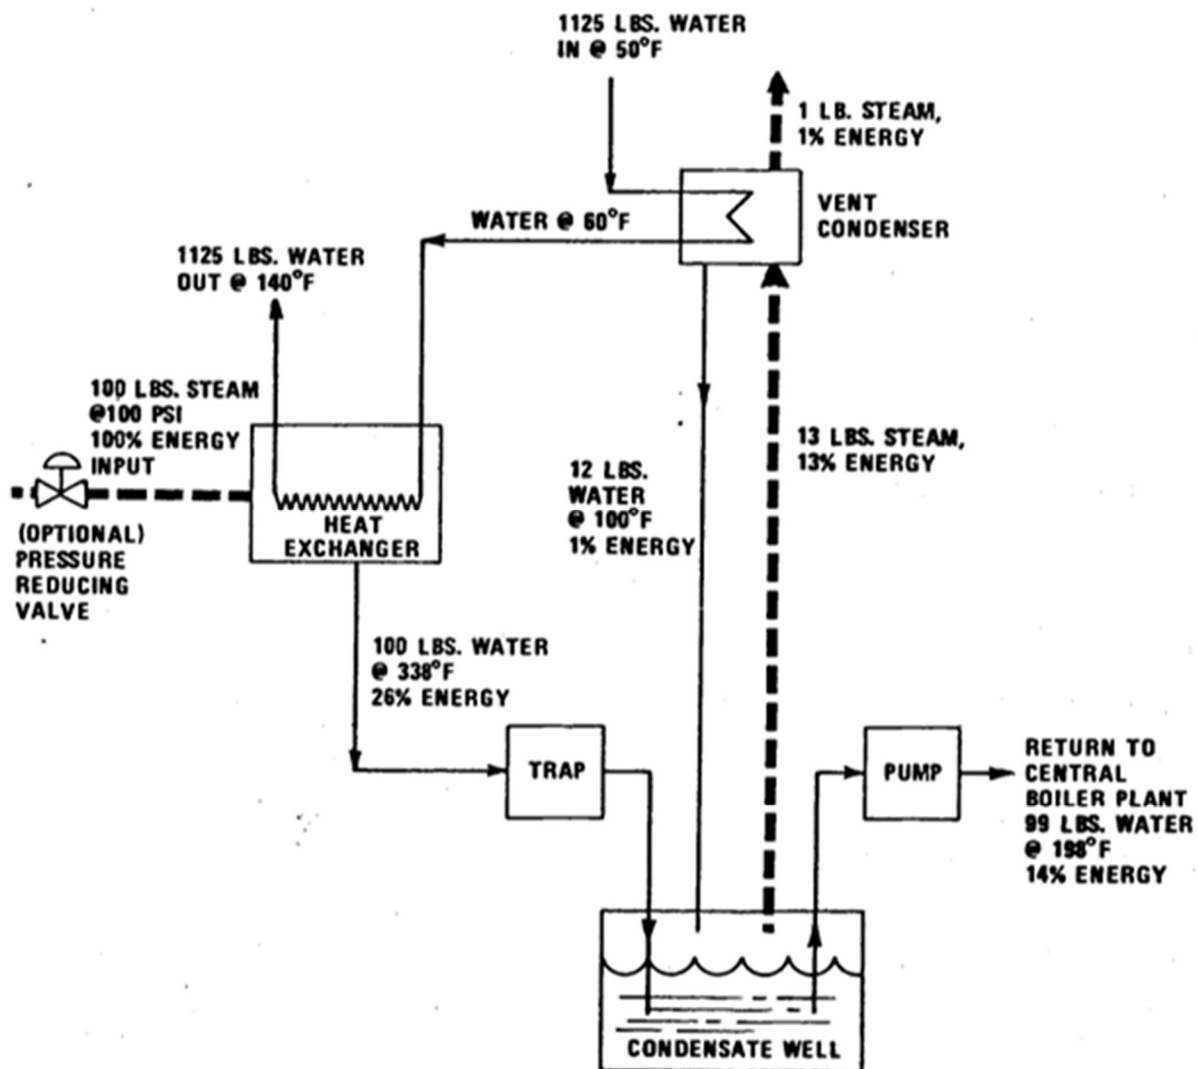 1125 LBS. WATER
IN @ 50°F
1 LB. STEAM,
1% ENERGY
VENT
CONDENSER
WATER @ 60°F
1125 LBS. WATER
OUT @ 140°F
100 LBS. STEAM
@100 PSI
100% ENERGY
INPUT
(OPTIONAL)
PRESSURE
REDUCING
VALVE
HEAT
EXCHANGER
12 LBS.
WATER
@ 100°F
1% ENERGY
13 LBS. STEAM,
13% ENERGY
100 LBS. WATER
@ 338°F
26% ENERGY
TRAP
PUMP
RETURN TO
CENTRAL
BOILER PLANT
99 LBS. WATER
@ 198°F
14% ENERGY
CONDENSATE WELL